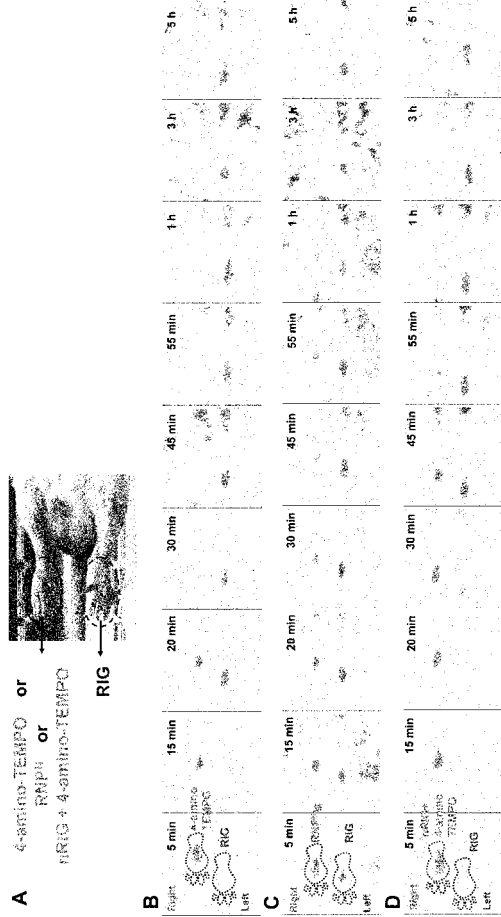 A
4-amino-TEMPO or
RNPᴺ or
nRIG + 4-amino-TEMPO
RIG
B
5 min
15 min
20 min
30 min
45 min
55 min
1 h
3 h
5 h
Right
4-amino
TEMPO
RIG
Left
C
5 min
15 min
20 min
30 min
45 min
55 min
1 h
3 h
5 h
Right
RNPᴺ
RIG
Left
D
5 min
15 min
20 min
30 min
45 min
55 min
1 h
3 h
5 h
Right
nRIG+
4-amino
TEMPO
RIG
Left